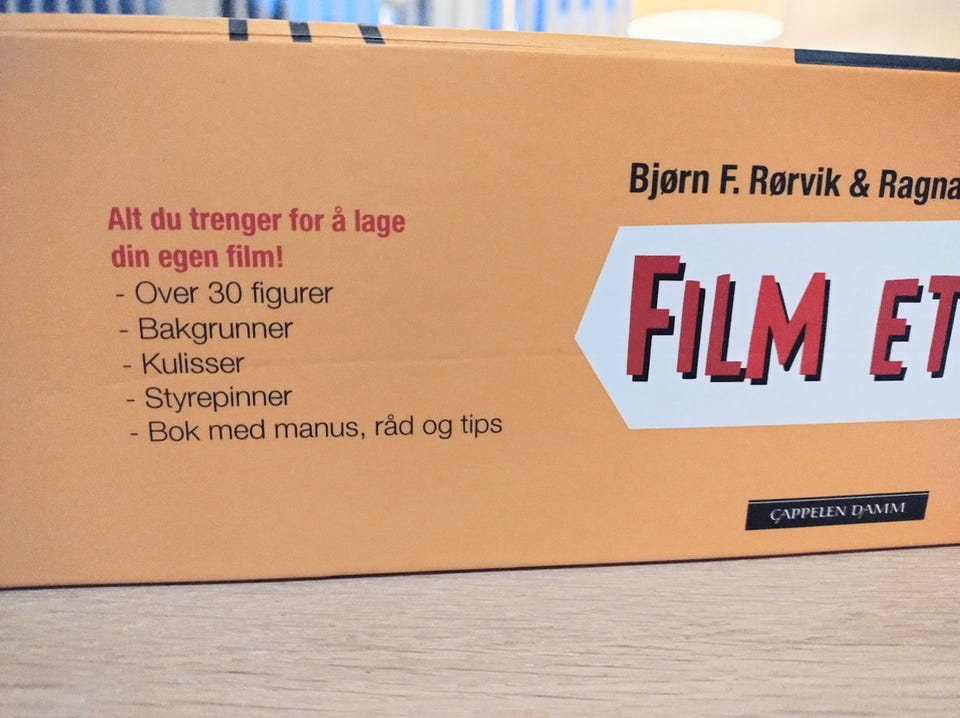 Alt du trenger for å lage
din egen film!
- Over 30 figurer
- Bakgrunner
- Kulisser
- Styrepinner
- Bok med manus, råd og tips
Bjørn F. Rørvik & Ragna
FILM ET
CAPPELEN DAMM